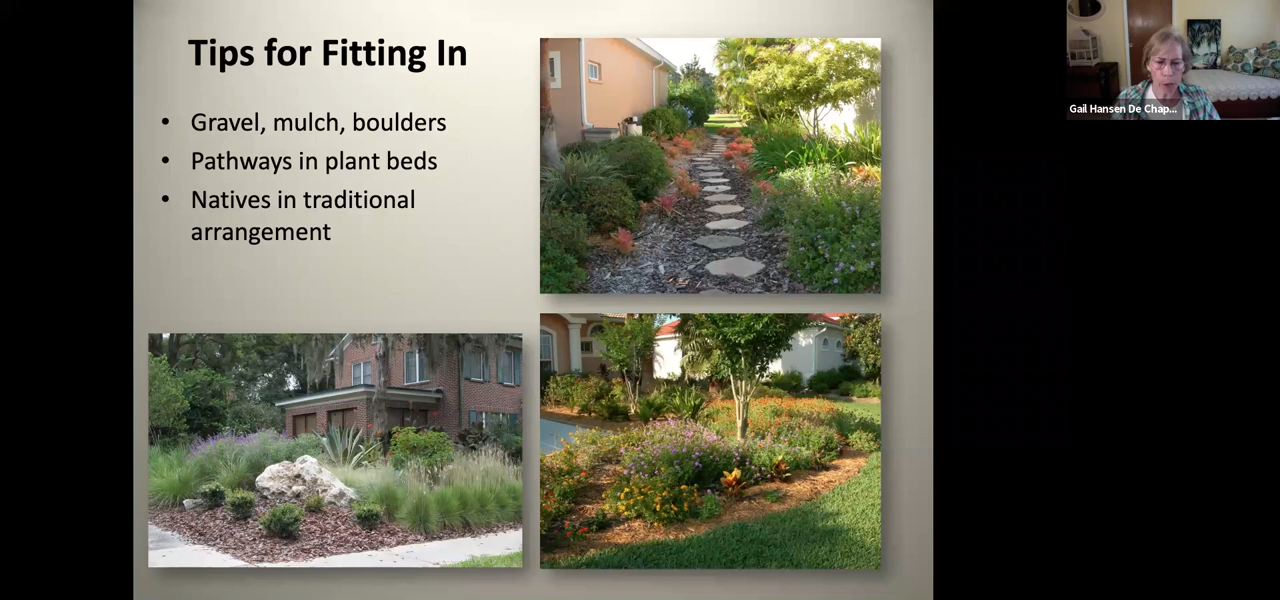 Tips for Fitting In
• Gravel, mulch, boulders
• Pathways in plant beds
• Natives in traditional
arrangement
Gail Hansen De Chap...